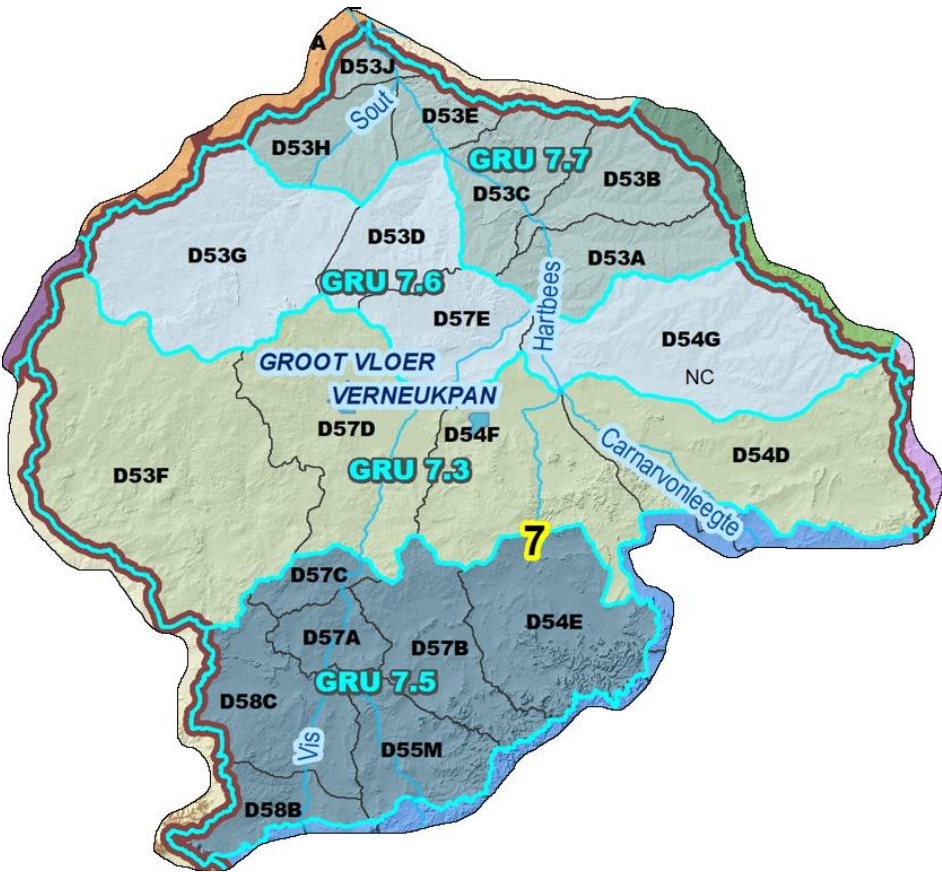 A
D53J
Sout
D53E
D53H
GRU 7.7
D53B
D53C
D53D
D53G
D53A
GRU 7.6
Hartbees
D57E
D54G
GROOT VLOER
NC
VERNEUKPAN
D57D
D54F
Carnarvonleegte
D54D
D53F
GRU 7.3
7
D57C
D54E
D57A
D57B
GRU 7.5
D58C
Vis
D55M
D58B